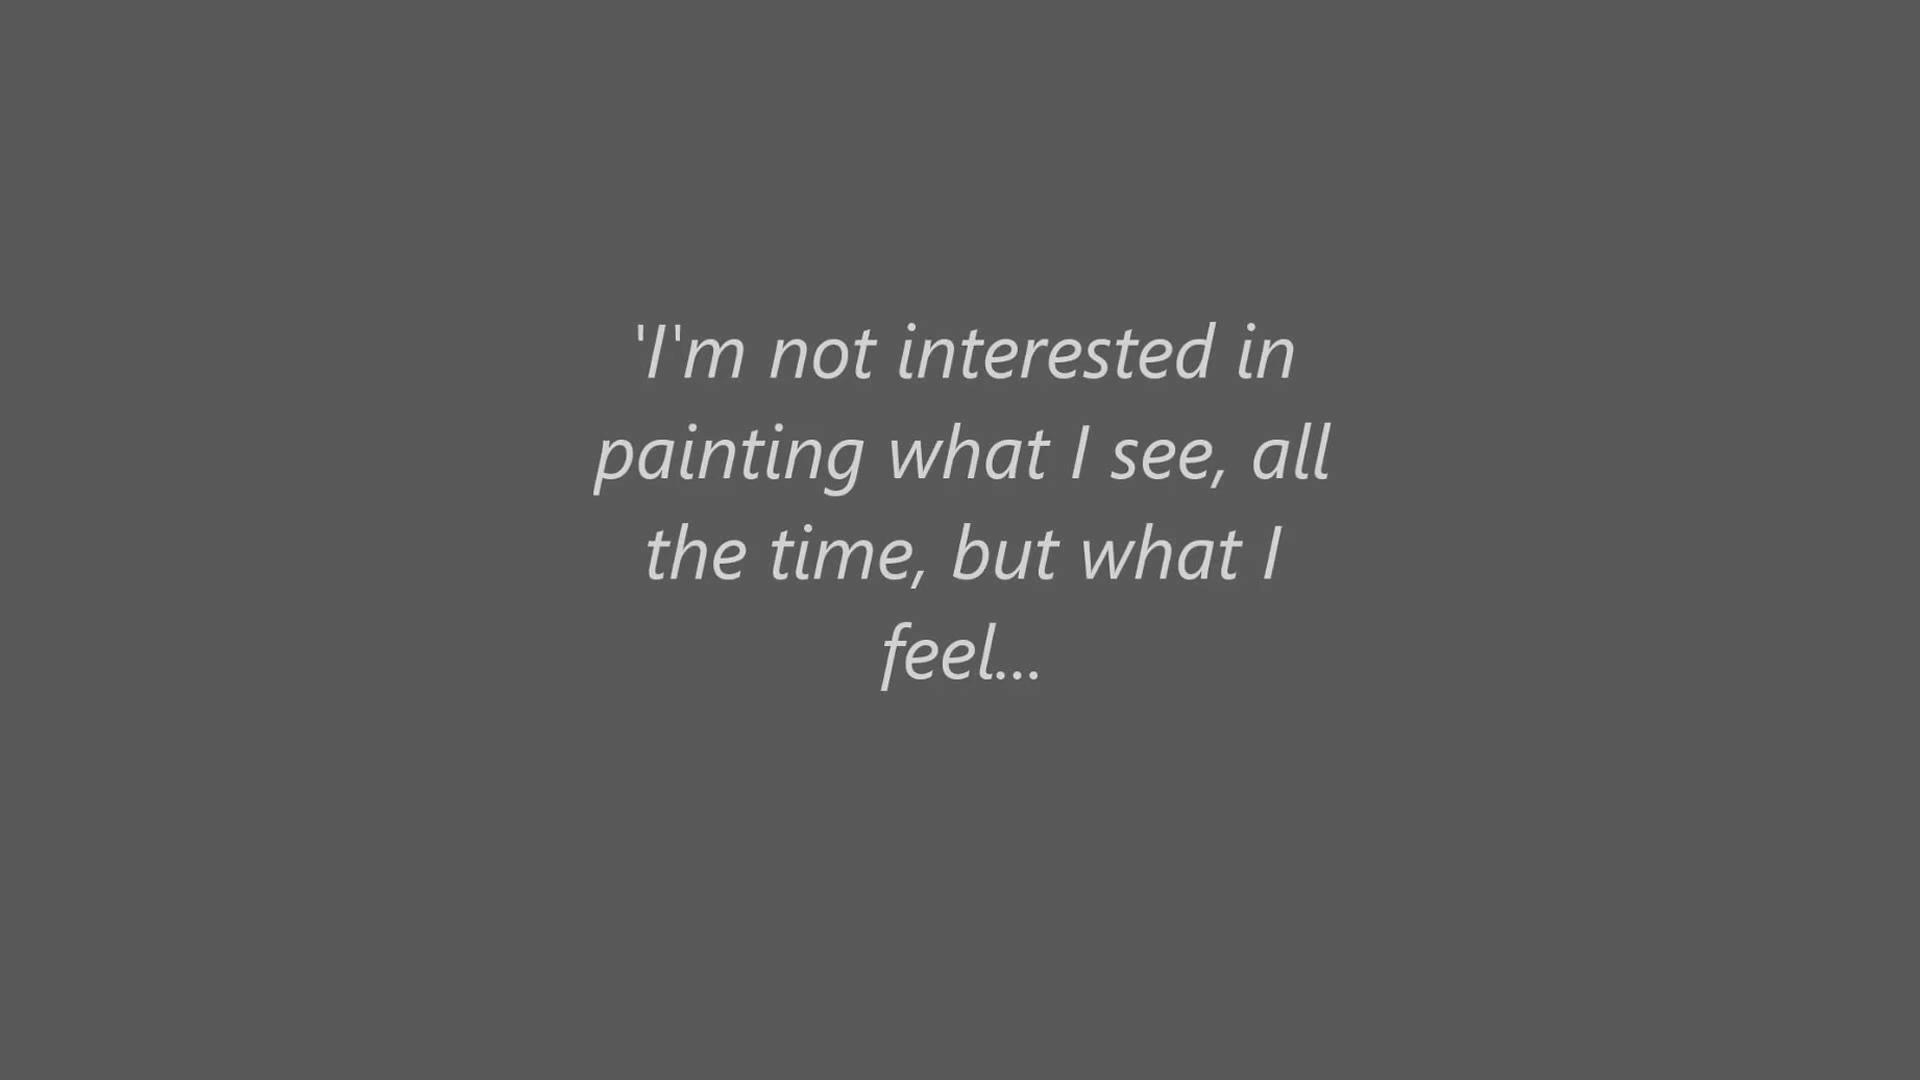 'I'm not interested in
painting what I see, all
the time, but what I
feel...